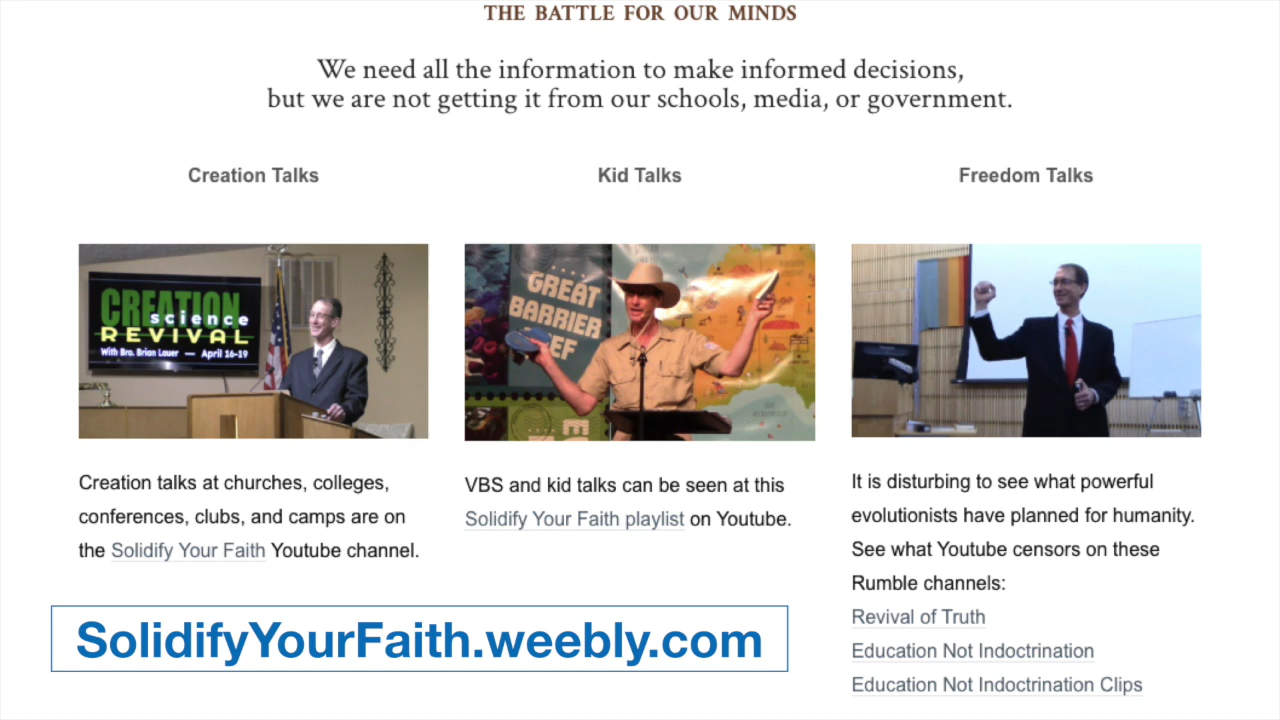 THE BATTLE FOR OUR MINDS
We need all the information to make informed decisions,
but we are not getting it from our schools, media, or government.
Creation Talks
CREATION
science
REVIVAL
With Bro. Brian Lauer — April 16-19
Creation talks at churches, colleges,
conferences, clubs, and camps are on
the Solidify Your Faith Youtube channel.
Kid Talks
GREAT
BARRIER
EF
VBS and kid talks can be seen at this
Solidify Your Faith playlist on Youtube.
Freedom Talks
It is disturbing to see what powerful
evolutionists have planned for humanity.
See what Youtube censors on these
Rumble channels:
Revival of Truth
Education Not Indoctrination
Education Not Indoctrination Clips
SolidifyYourFaith.weebly.com